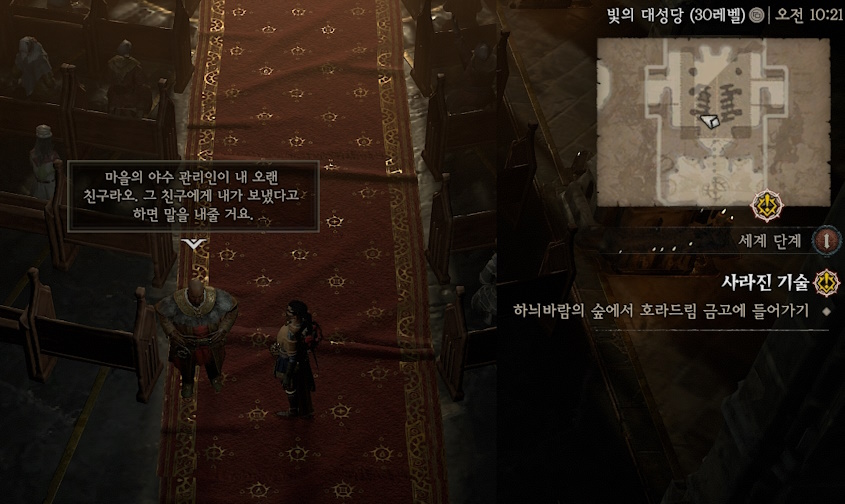 빛의 대성당 (30레벨) 오전 10:21
마을의 야수 관리인이 내 오랜
친구라오. 그 친구에게 내가 보냈다고
하면 말을 내줄 거요.
세계 단계
사라진 기술
하늬바람의 숲에서 호라드림 금고에 들어가기